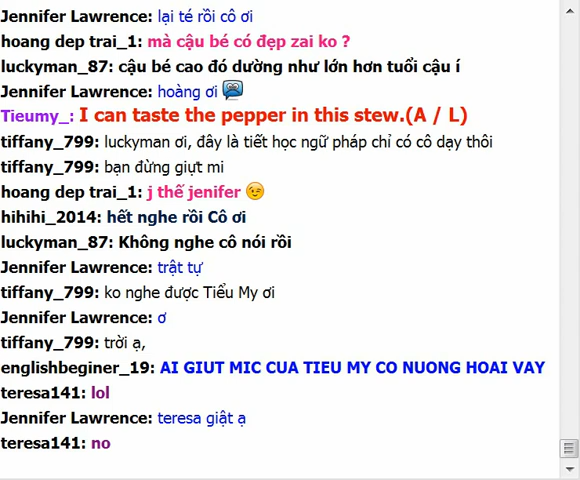 Jennifer Lawrence: lại té rồi cô ơi
hoang dep trai_1: mà cậu bé có đẹp zai ko ?
luckyman_87: cậu bé cao đó dường như lớn hơn tuổi cậu í
Jennifer Lawrence: hoàng ơi
Tieumy_: I can taste the pepper in this stew.(A / L)
tiffany_799: luckyman ơi, đây là tiết học ngữ pháp chỉ có cô dạy thôi
tiffany_799: bạn đừng giựt mi
hoang dep trai_1: j thế jenifer
hihihi_2014: hết nghe rồi Cô ơi
luckyman_87: Không nghe cô nói rồi
Jennifer Lawrence: trật tự
tiffany_799: ko nghe được Tiểu My ơi
Jennifer Lawrence: ơ
tiffany_799: trời ạ,
englishbeginer_19: AI GIUT MIC CUA TIEU MY CO NUONG HOAI VAY
teresa141: lol
Jennifer Lawrence: teresa giật ạ
teresa141: no